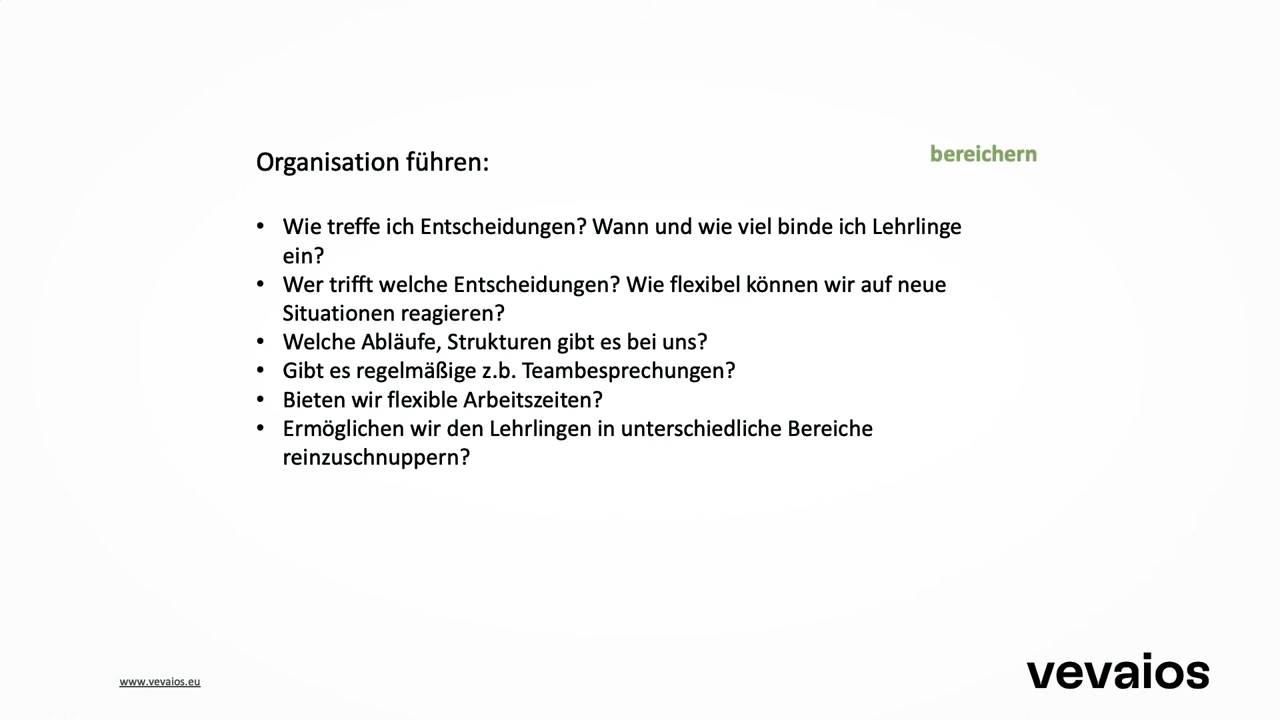 Organisation führen:
bereichern
• Wie treffe ich Entscheidungen? Wann und wie viel binde ich Lehrlinge
ein?
• Wer trifft welche Entscheidungen? Wie flexibel können wir auf neue
Situationen reagieren?
• Welche Abläufe, Strukturen gibt es bei uns?
• Gibt es regelmäßige z.b. Teambesprechungen?
• Bieten wir flexible Arbeitszeiten?
• Ermöglichen wir den Lehrlingen in unterschiedliche Bereiche
reinzuschnuppern?
www.vevaios.eu
vevaios